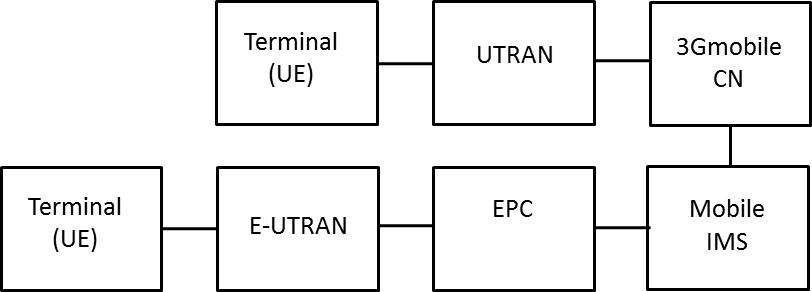 Terminal
(UE)
UTRAN
3Gmobile
CN
Terminal
(UE)
E-UTRAN
EPC
Mobile
IMS